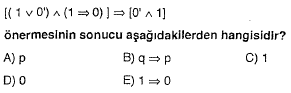 [( 1 ∨ 0') ∧ (1 ⇒ 0)] ⇒ [0' ∧ 1]
önermesinin sonucu aşağıdakilerden hangisidir?
A) p B) q ⇒ p C) 1
D) 0 E) 1 ⇒ 0